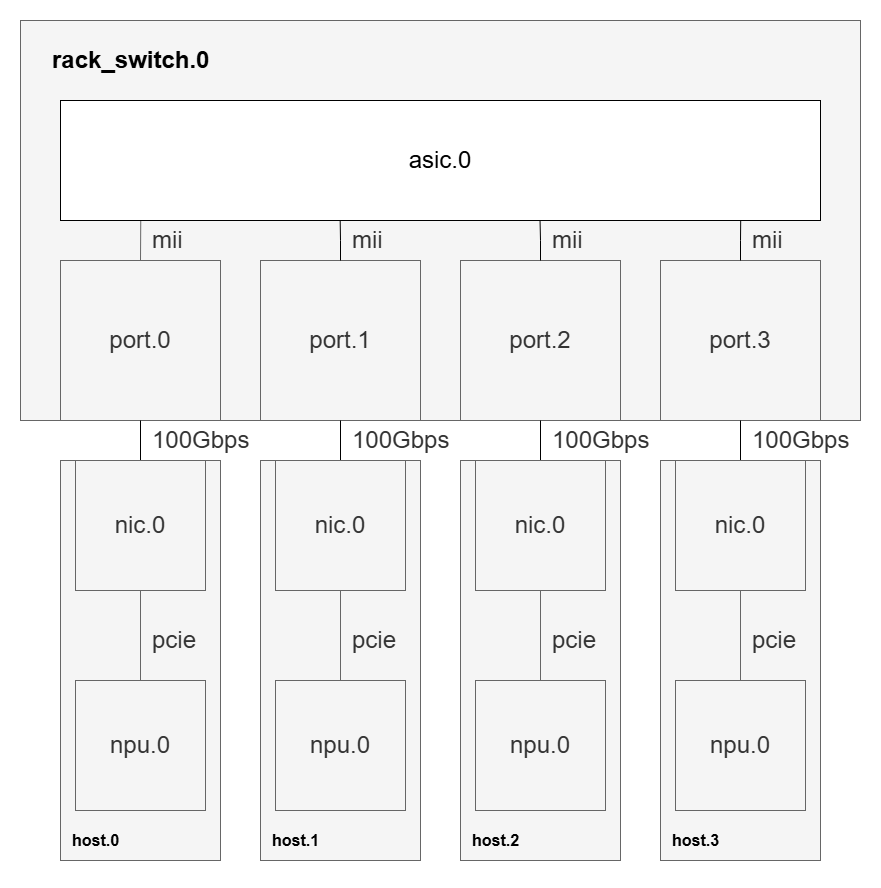 rack_switch.0
asic.0
mii mii mii mii
port.0 port.1 port.2 port.3
100Gbps 100Gbps 100Gbps 100Gbps
nic.0 nic.0 nic.0 nic.0
pcie pcie pcie pcie
npu.0 npu.0 npu.0 npu.0
host.0 host.1 host.2 host.3